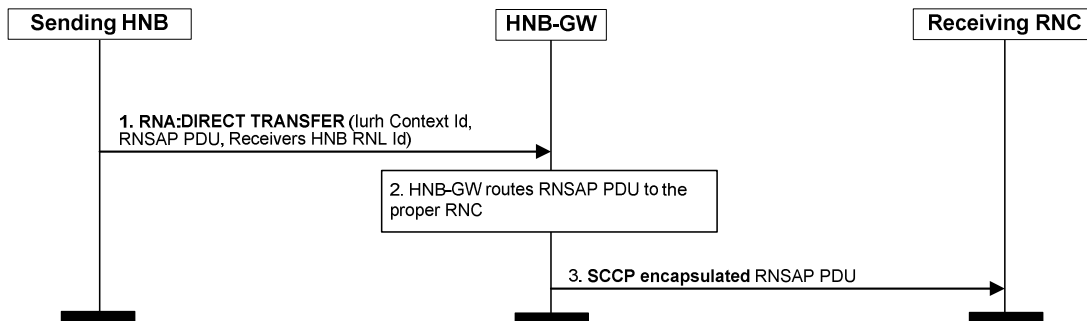 Sending HNB
HNB-GW
Receiving RNC
1. RNA:DIRECT TRANSFER (Iurh Context Id,
RNSAP PDU, Receivers HNB RNL Id)
2. HNB-GW routes RNSAP PDU to the
proper RNC
3. SCCP encapsulated RNSAP PDU